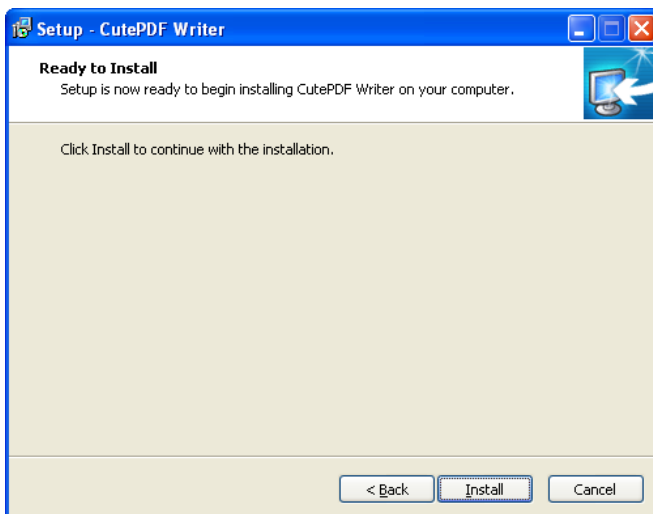 Setup - CutePDF Writer
Ready to Install
Setup is now ready to begin installing CutePDF Writer on your computer.
Click Install to continue with the installation.
< Back
Install
Cancel